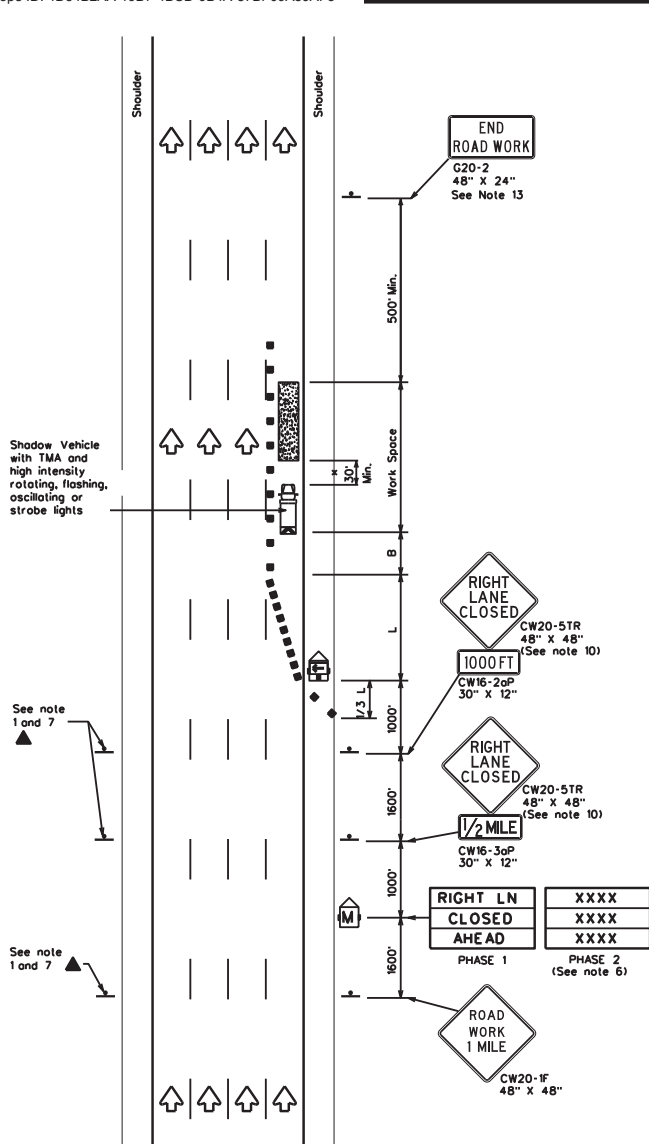 Shoulder
Shoulder
END
ROAD WORK
G20-2
48" X 24"
See Note 13
500' Min.
Shadow Vehicle
with TMA and
high intensity
rotating, flashing,
oscillating or
strobe lights
Work Space
30'
Min.
B
L
RIGHT
LANE
CLOSED
CW20-5TR
48" X 48"
(See note 10)
1000 FT
CW16-2aP
30" X 12"
1/3 L
1000'
See note
1 and 7
RIGHT
LANE
CLOSED
CW20-5TR
48" X 48"
(See note 10)
1600'
1/2 MILE
CW16-3aP
30" X 12"
1000'
M
RIGHT LN
CLOSED
AHEAD
PHASE 1
XXXX
XXXX
XXXX
PHASE 2
(See note 6)
1600'
See note
1 and 7
ROAD
WORK
1 MILE
CW20-1F
48" X 48"